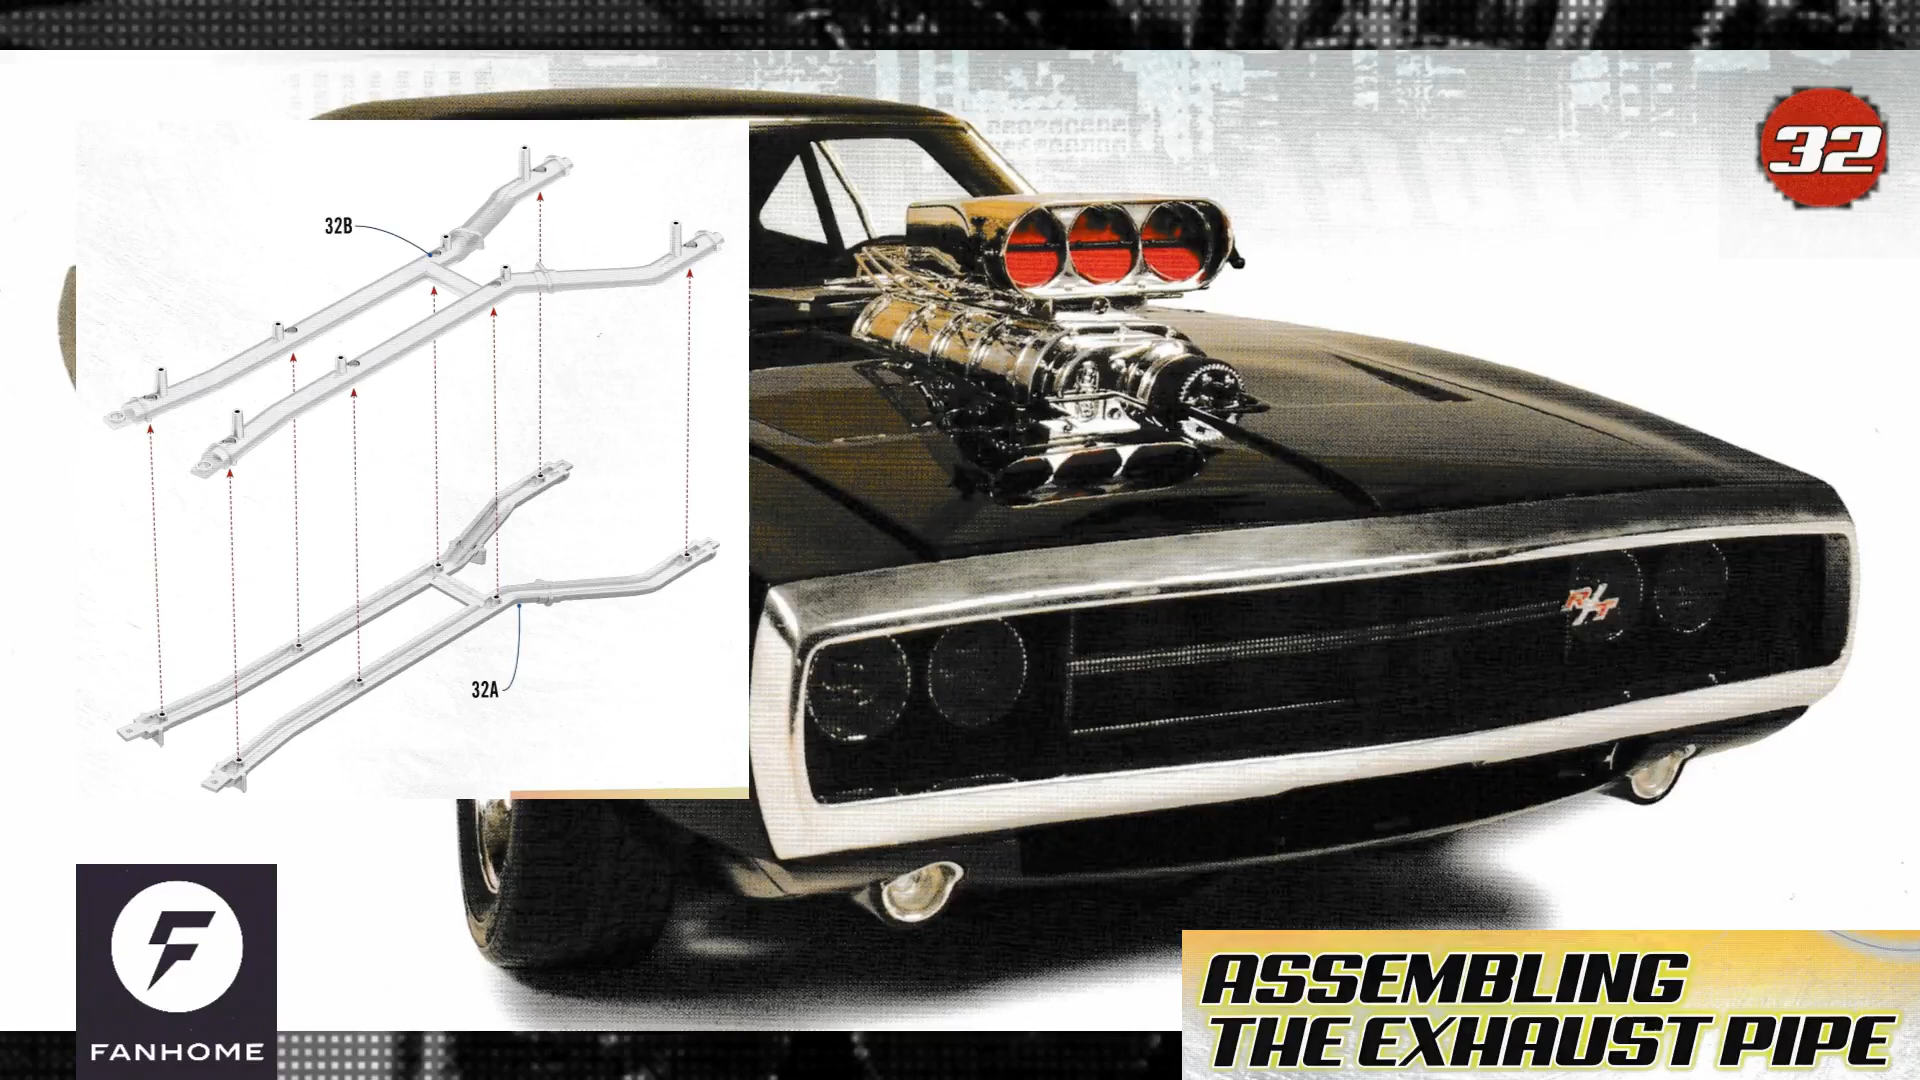 32
32B
32A
R/T
FANHOME
ASSEMBLING
THE EXHAUST PIPE